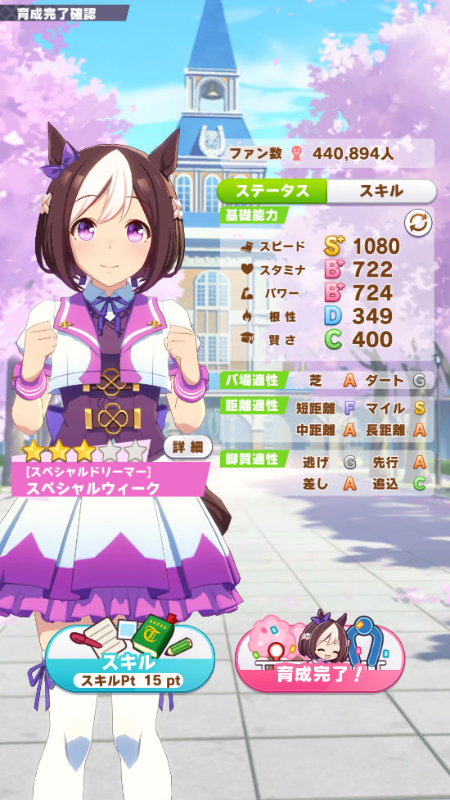 育成完了確認
ファン数 440,894人
ステータス スキル
基礎能力
スピード S+ 1080
スタミナ B+ 722
パワー B+ 724
根性 D 349
賢さ C 400
バ場適性 芝 A ダート G
距離適性 短距離 F マイル S
中距離 A 長距離 A
脚質適性 逃げ G 先行 A
差し A 追込 C
詳細
[スペシャルドリーマー]
スペシャルウィーク
T
スキル
スキルPt 15 pt
育成完了！